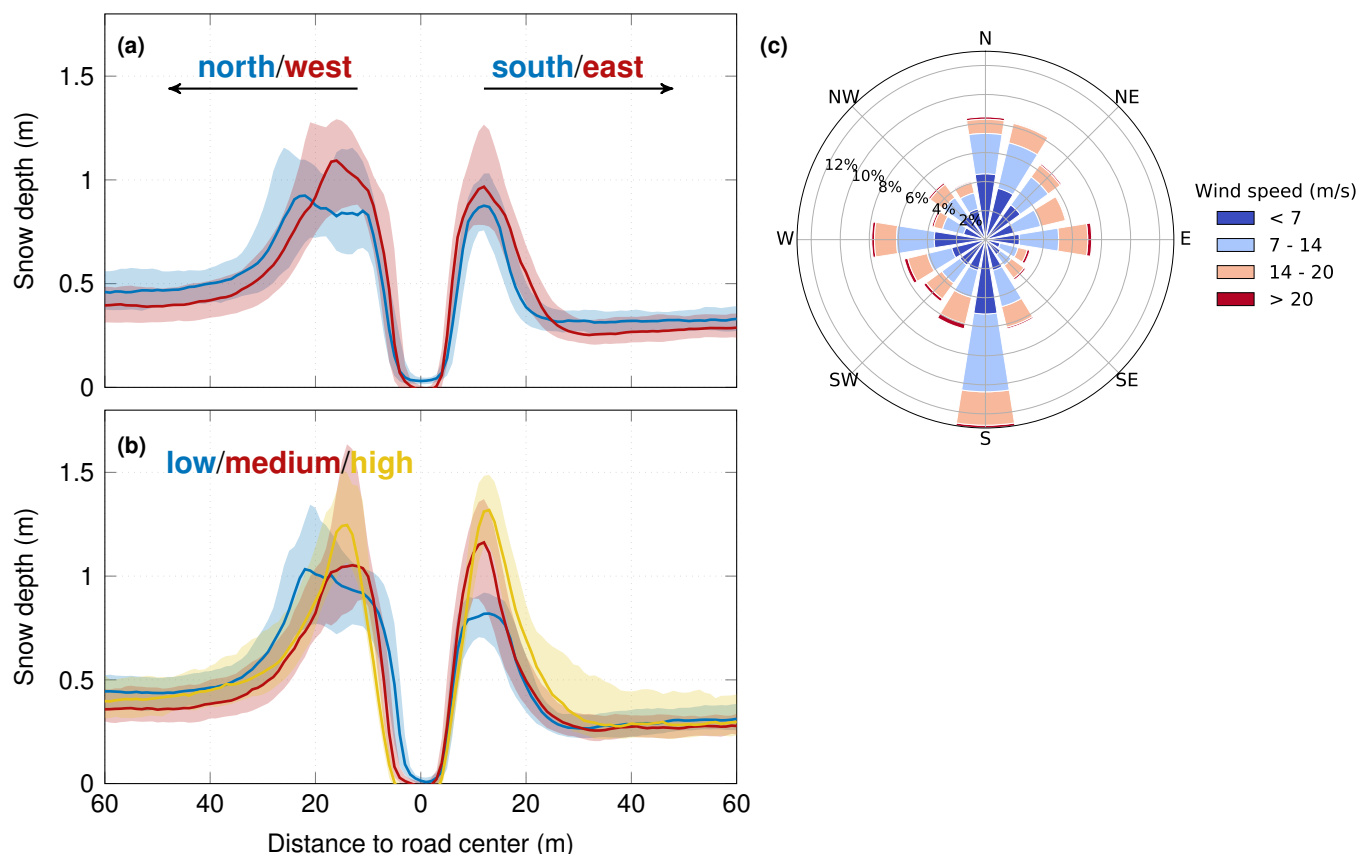 (a)
north/west
south/east
1.5
1
0.5
0
Snow depth (m)
(b)
low/medium/high
1.5
1
0.5
0
Snow depth (m)
60
40
20
0
20
40
60
Distance to road center (m)
(c)
N
NE
E
SE
S
SW
W
NW
12%
10%
8%
6%
4%
2%
Wind speed (m/s)
< 7
7 - 14
14 - 20
> 20